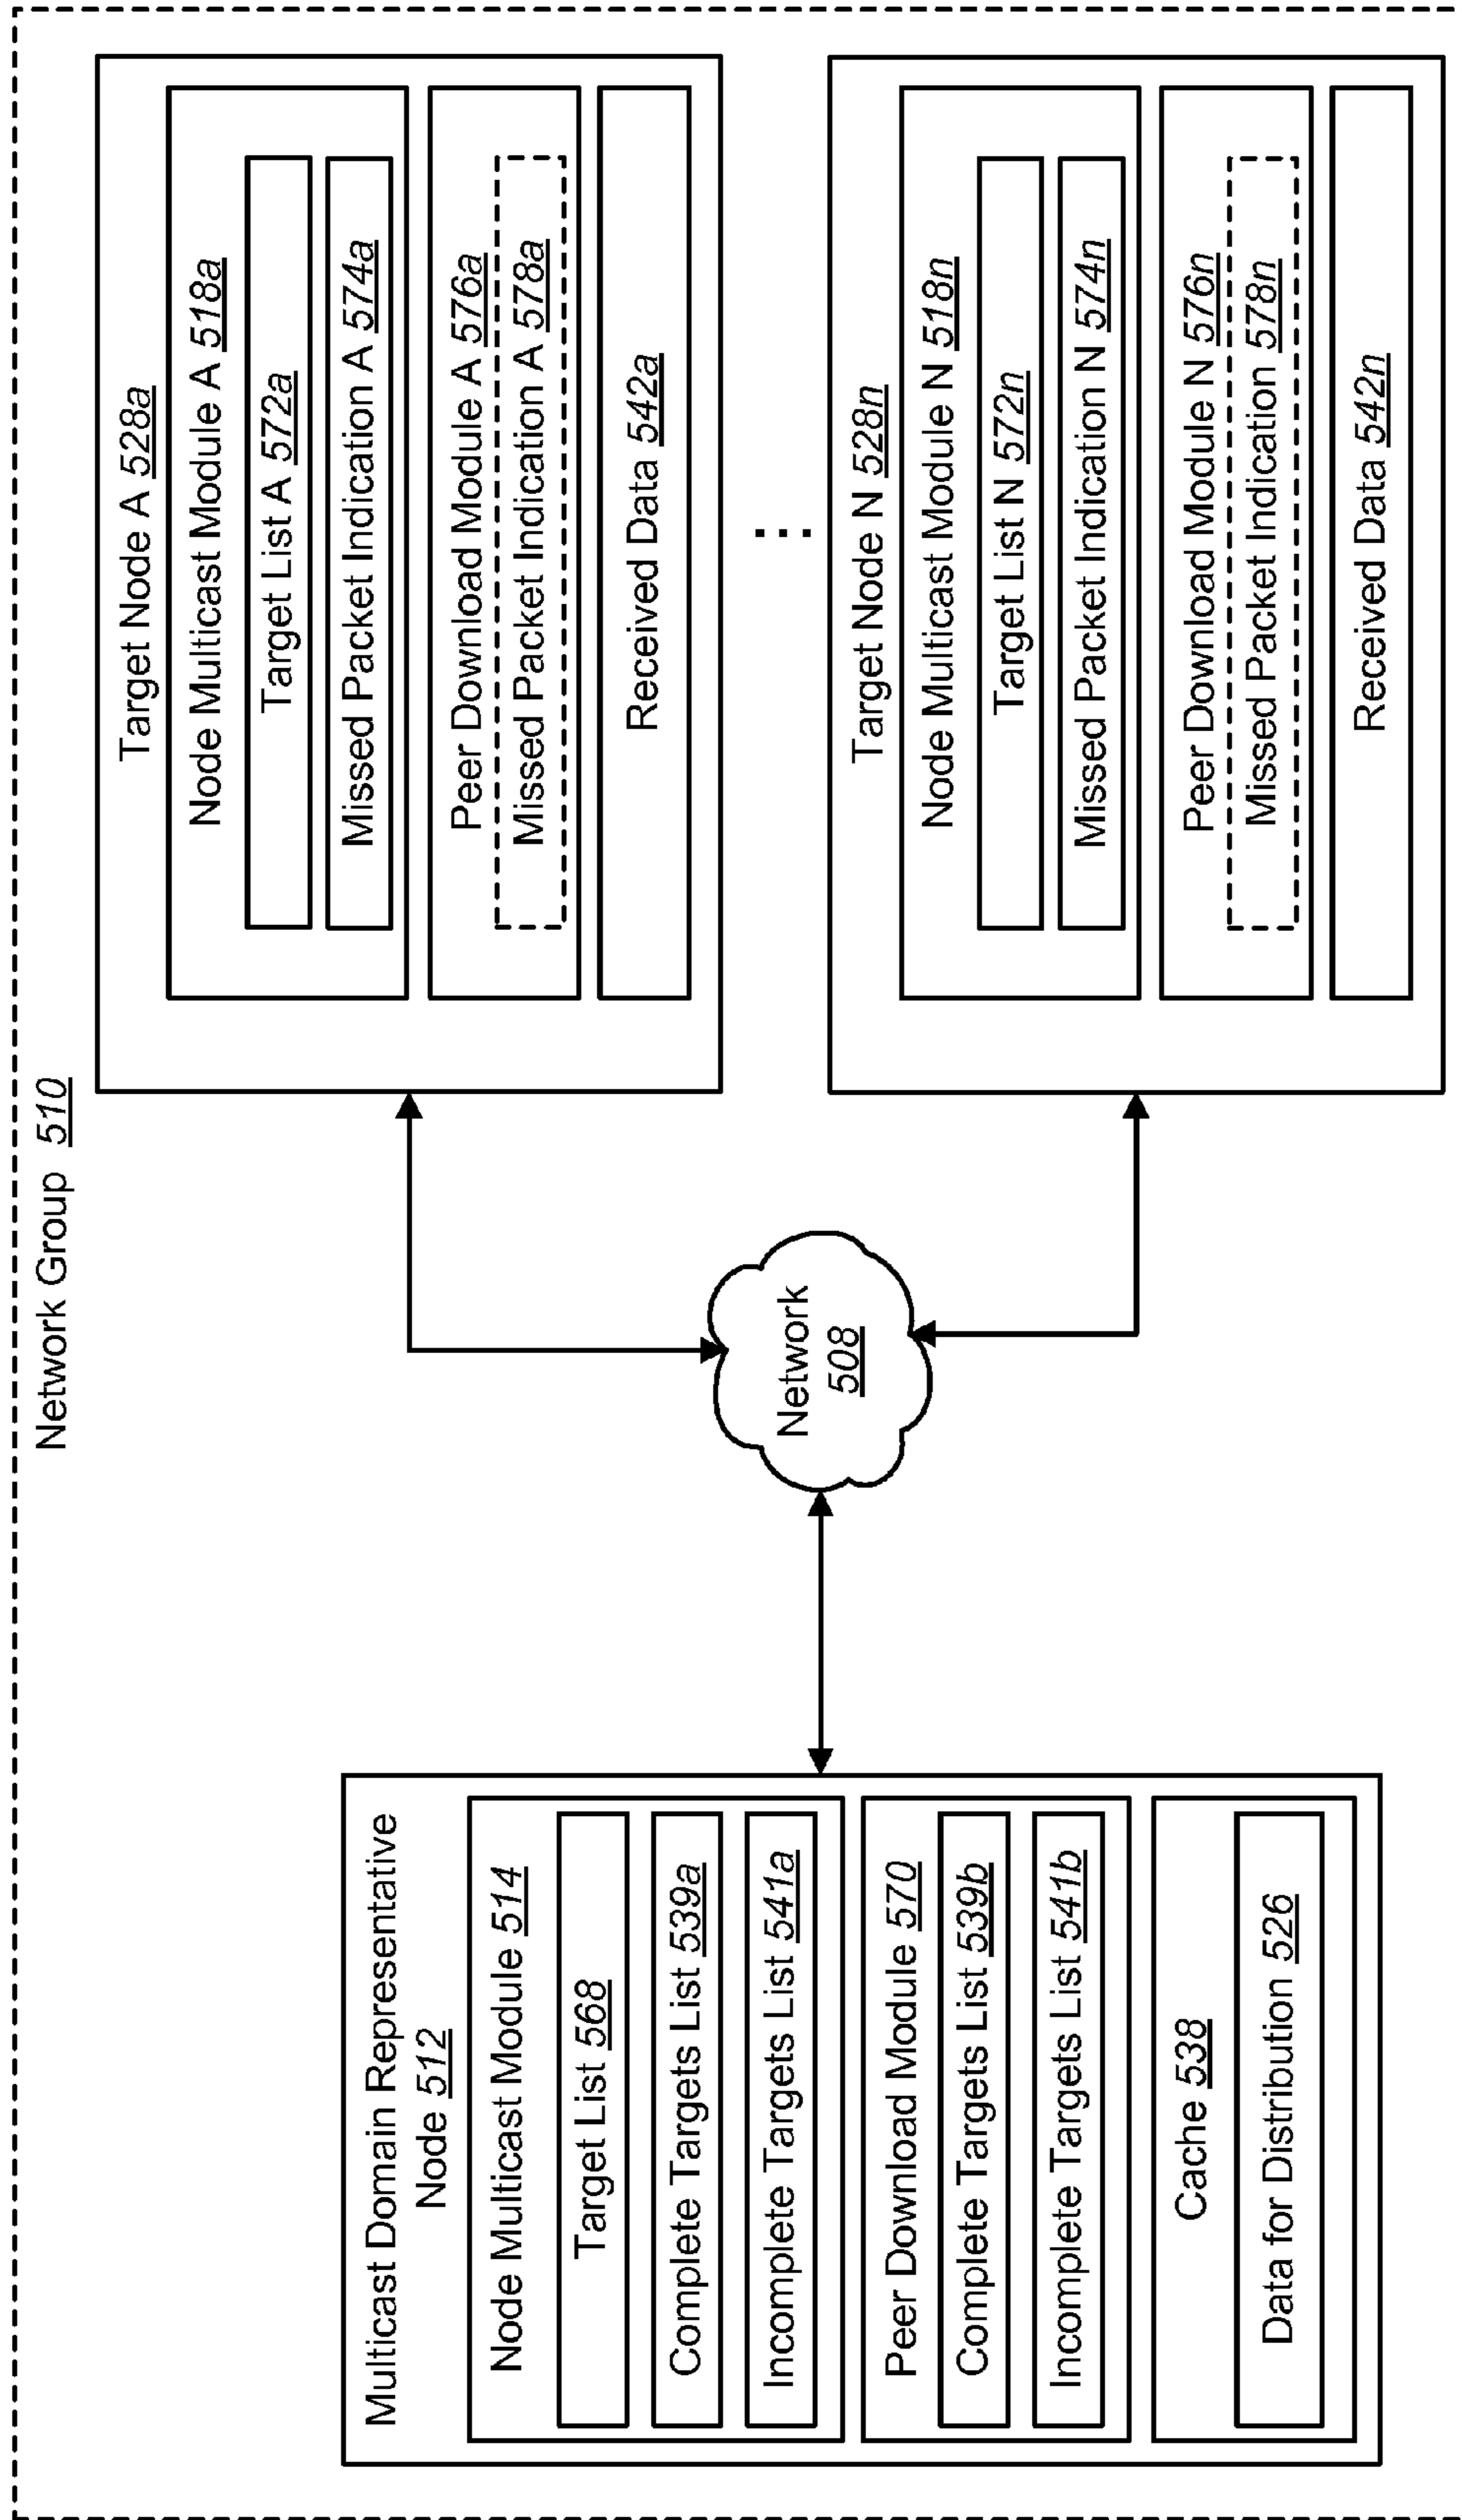 Network Group 510
Multicast Domain Representative
Node 512
Node Multicast Module 514
Target List 568
Complete Targets List 539a
Incomplete Targets List 541a
Peer Download Module 570
Complete Targets List 539b
Incomplete Targets List 541b
Cache 538
Data for Distribution 526
Network
508
Target Node A 528a
Node Multicast Module A 518a
Target List A 572a
Missed Packet Indication A 574a
Peer Download Module A 576a
Missed Packet Indication A 578a
Received Data 542a
...
Target Node N 528n
Node Multicast Module N 518n
Target List N 572n
Missed Packet Indication N 574n
Peer Download Module N 576n
Missed Packet Indication 578n
Received Data 542n